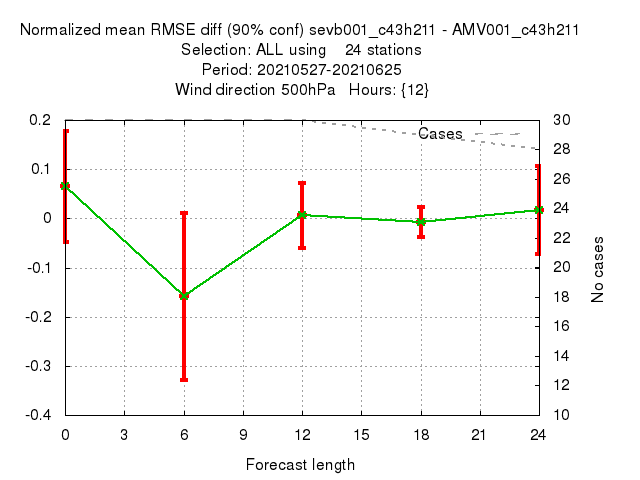 Normalized mean RMSE diff (90% conf) sevb001_c43h211 - AMV001_c43h211
Selection: ALL using    24 stations
Period: 20210527-20210625
Wind direction 500hPa   Hours: {12}
0.2
0.1
0
-0.1
-0.2
-0.3
-0.4
Cases
30
28
26
24
22
20
18
16
14
12
10
No cases
0 3 6 9 12 15 18 21 24
Forecast length